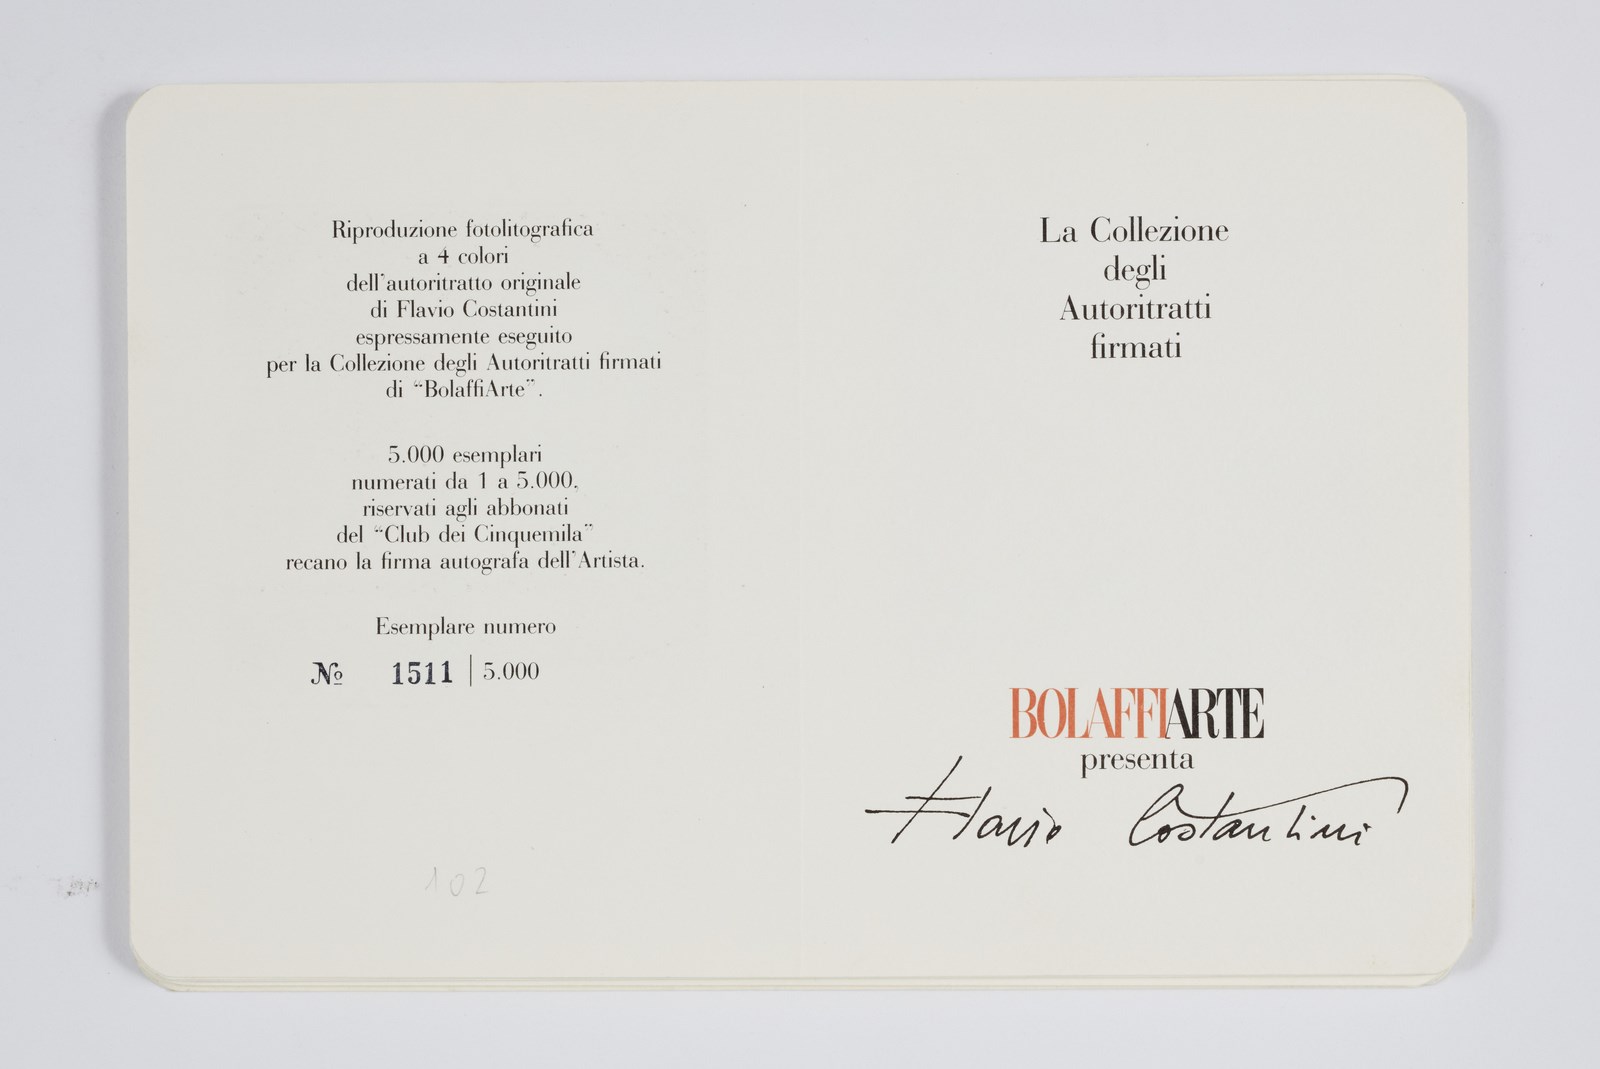 Riproduzione fotolitografica
a 4 colori
dell'autoritratto originale
di Flavio Costantini
espressamente eseguito
per la Collezione degli Autoritratti firmati
di “BolaffiArte”.
5.000 esemplari
numerati da 1 a 5.000,
riservati agli abbonati
del “Club dei Cinquemila”
recano la firma autografa dell'Artista.
Esemplare numero
№ 1511 | 5.000
102
La Collezione
degli
Autoritratti
firmati
BOLAFFIARTE
presenta
Flavio Costantini